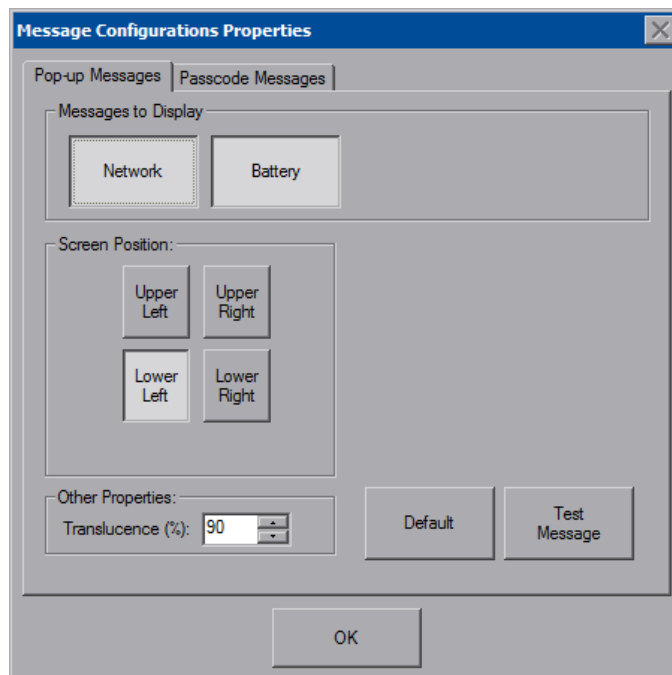 Message Configurations Properties
Pop-up Messages
Passcode Messages
Messages to Display
Network
Battery
Screen Position:
Upper
Left
Upper
Right
Lower
Left
Lower
Right
Other Properties:
Translucence (%): 90
Default
Test
Message
OK